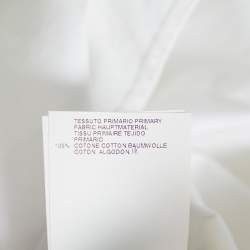 TESSUTO PRIMARIO PRIMARY
FABRIC HAUPTMATERIAL
TISSU PRIMAIRE TEJIDO
PRIMARIO
100% COTONE COTTON BAUMWOLLE
COTON ALGODON